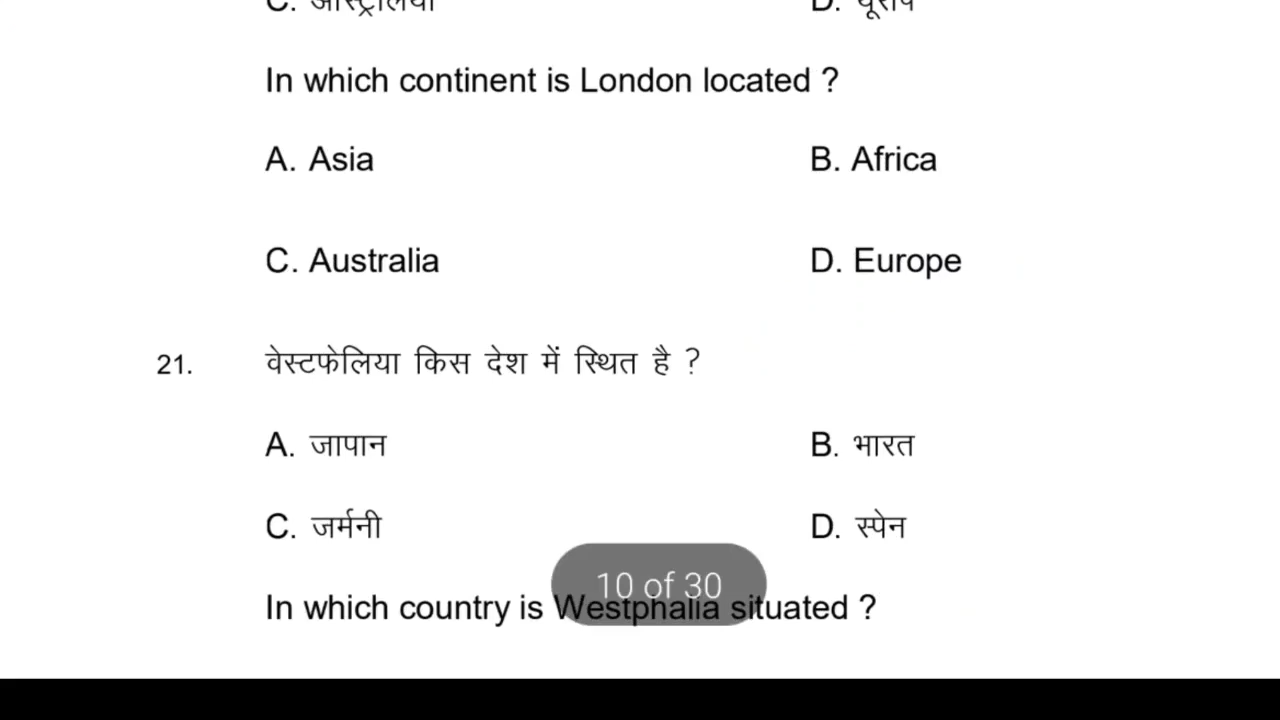 C. ऑस्ट्रेलिया D. यूरोप
In which continent is London located ?
A. Asia B. Africa
C. Australia D. Europe
21. वेस्टफेलिया किस देश में स्थित है ?
A. जापान B. भारत
C. जर्मनी D. स्पेन
10 of 30
In which country is Westphalia situated ?